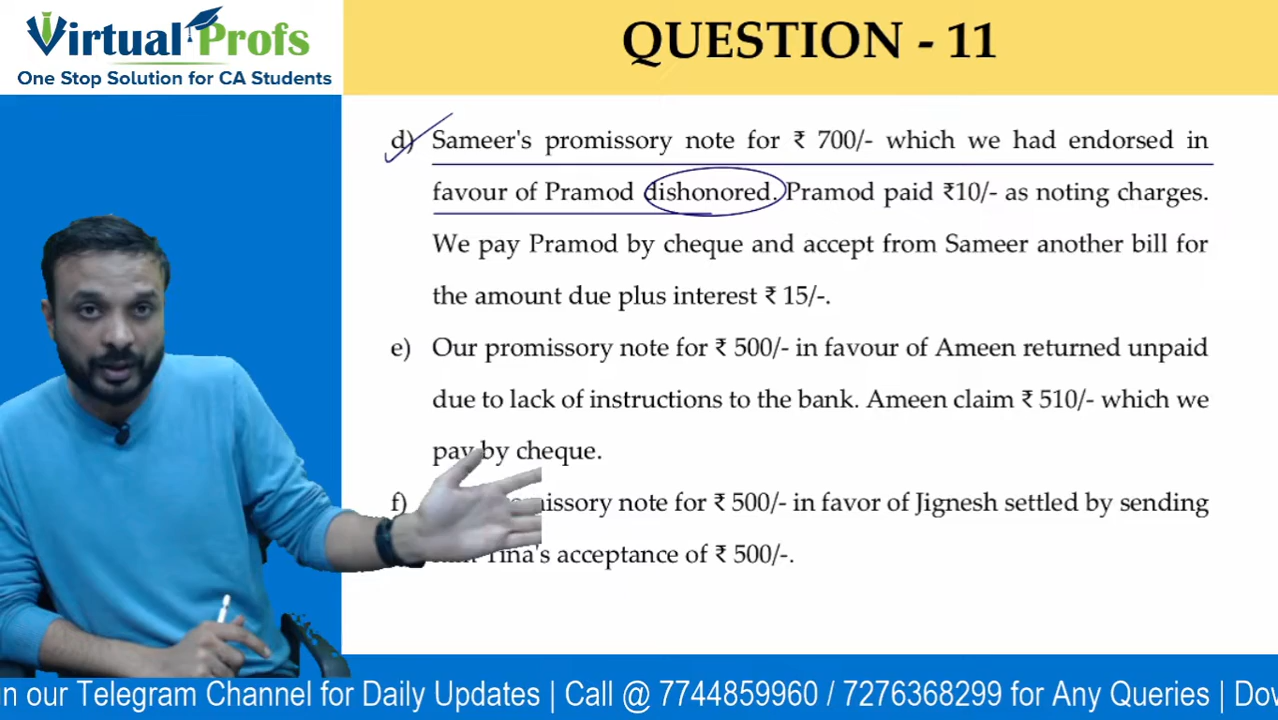 Virtual Profs
One Stop Solution for CA Students
QUESTION - 11
d) Sameer's promissory note for ₹ 700/- which we had endorsed in
favour of Pramod dishonored. Pramod paid ₹10/- as noting charges.
We pay Pramod by cheque and accept from Sameer another bill for
the amount due plus interest ₹ 15/-.
e) Our promissory note for ₹ 500/- in favour of Ameen returned unpaid
due to lack of instructions to the bank. Ameen claim ₹ 510/- which we
pay by cheque.
f) note for ₹ 500/- in favor of Jignesh settled by sending
Tina's acceptance of ₹ 500/-.
our Telegram Channel for Daily Updates | Call @ 7744859960 / 7276368299 for Any Queries |